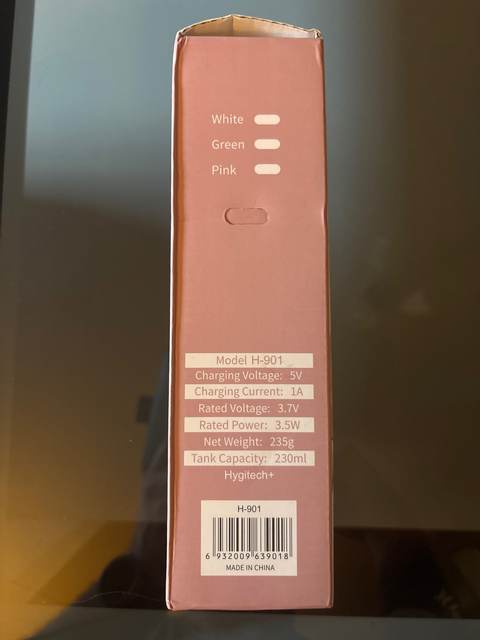 White
Green
Pink
Model H-901
Charging Voltage: 5V
Charging Current: 1A
Rated Voltage: 3.7V
Rated Power: 3.5W
Net Weight: 235g
Tank Capacity: 230ml
Hygitech+
H-901
6 932009 639018
MADE IN CHINA